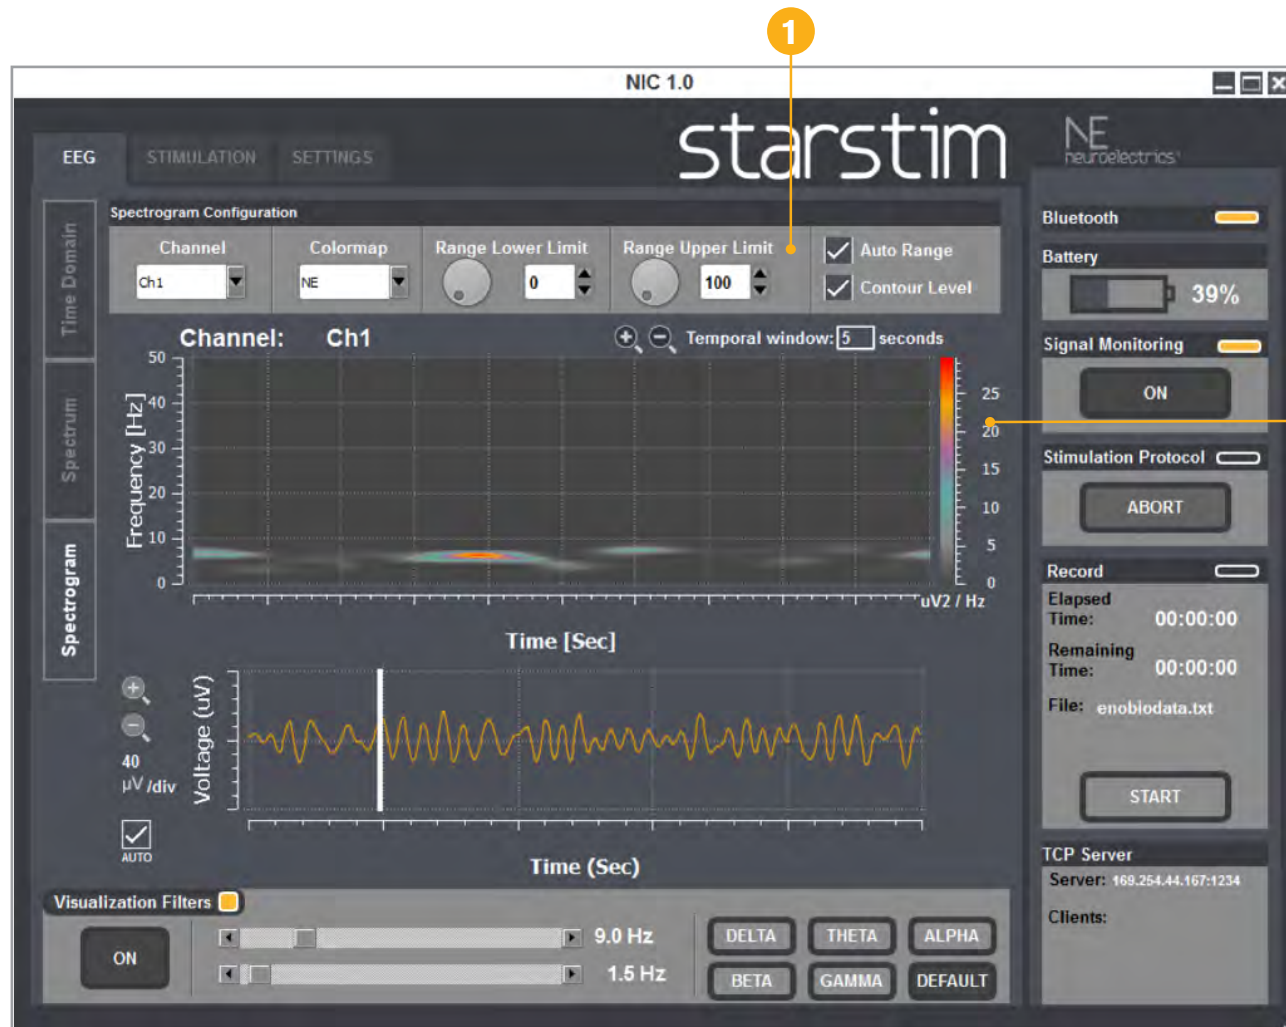 1
NIC 1.0
starstim
NE
neuroelectrics
EEG
STIMULATION
SETTINGS
Time Domain
Spectrum
Spectrogram
Spectrogram Configuration
Channel
Ch1
Colormap
NE
Range Lower Limit
0
Range Upper Limit
100
Auto Range
Contour Level
Channel: Ch1
Temporal window: 5 seconds
Frequency [Hz]
50
40
30
20
10
0
25
20
15
10
5
0
uV2 / Hz
Time [Sec]
40
µV /div
AUTO
Voltage (uV)
Time (Sec)
Visualization Filters
ON
9.0 Hz
1.5 Hz
DELTA
THETA
ALPHA
BETA
GAMMA
DEFAULT
Bluetooth
Battery
39%
Signal Monitoring
ON
Stimulation Protocol
ABORT
Record
Elapsed
Time: 00:00:00
Remaining
Time: 00:00:00
File: enobiodata.txt
START
TCP Server
Server: 169.254.44.167:1234
Clients: